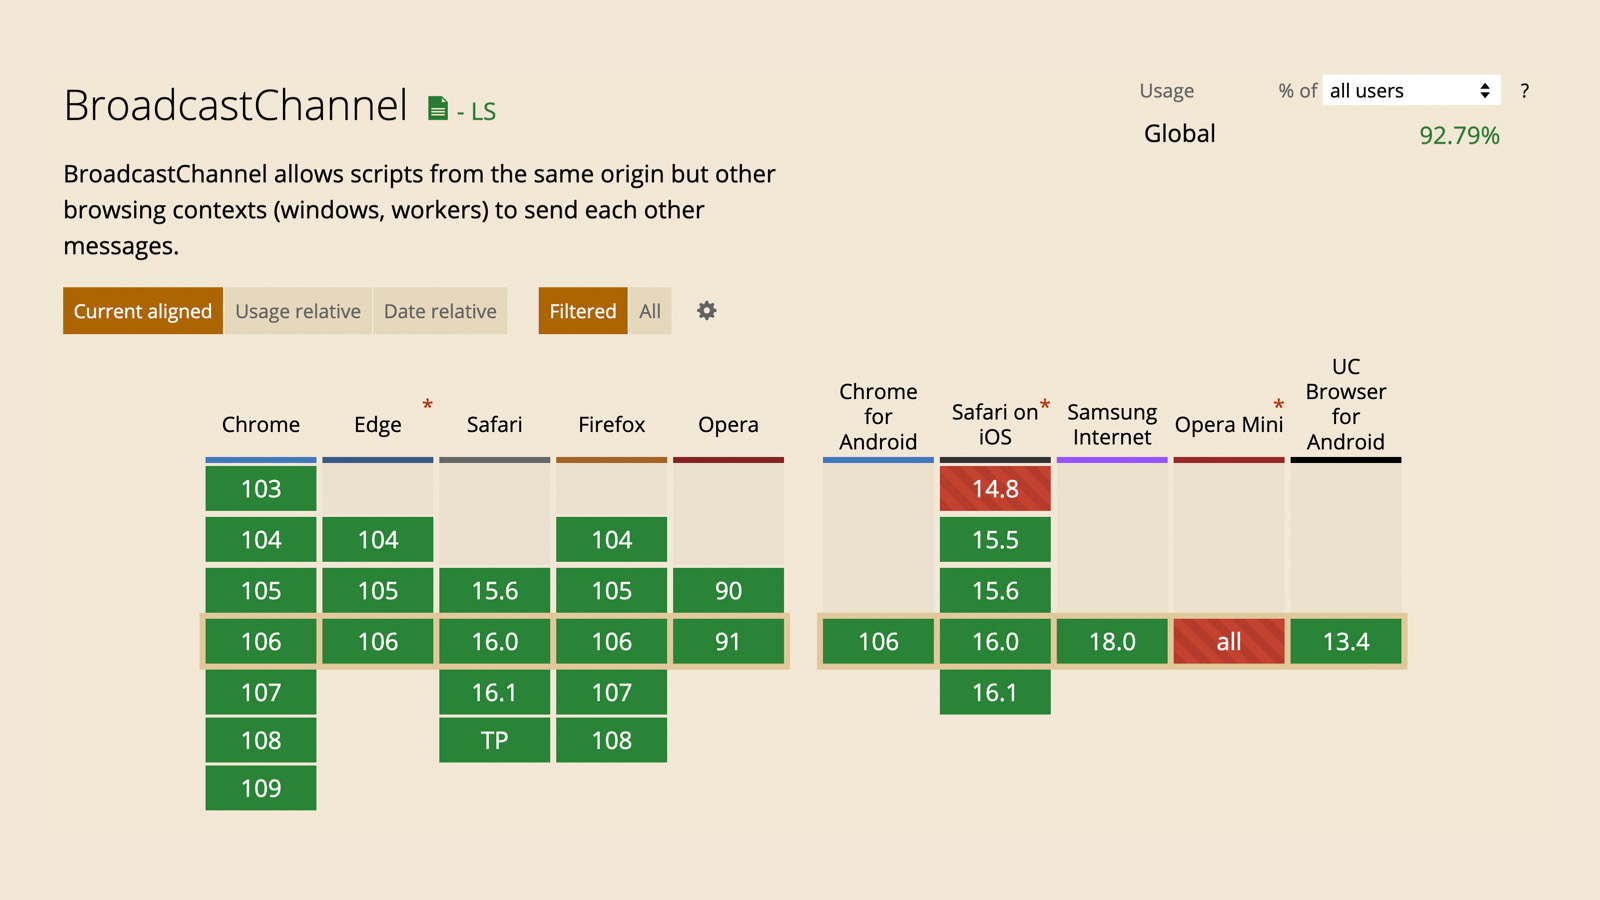 BroadcastChannel - LS
Usage % of all users ?
Global 92.79%
BroadcastChannel allows scripts from the same origin but other
browsing contexts (windows, workers) to send each other
messages.
Current aligned Usage relative Date relative Filtered All
Chrome Edge * Safari Firefox Opera
Chrome
for
Android
Safari on *
iOS
Samsung
Internet
Opera Mini *
UC
Browser
for
Android
103 14.8
104 104 104 15.5
105 105 15.6 105 90 15.6
106 106 16.0 106 91 106 16.0 18.0 all 13.4
107 16.1 107 16.1
108 TP 108
109